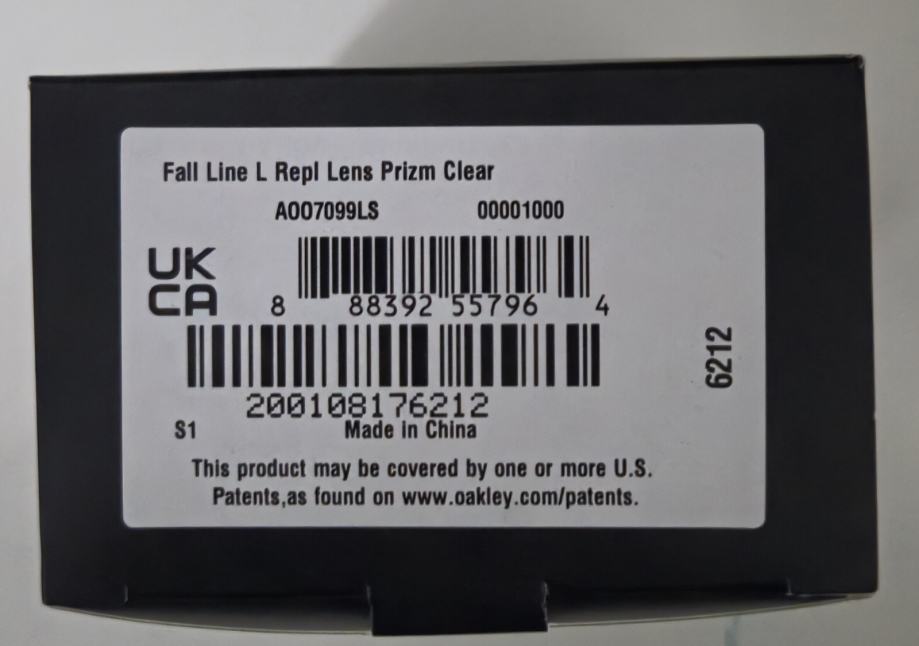 Fall Line L Repl Lens Prizm Clear
AOO7099LS 00001000
UK
CA
8 88392 55796 4
6212
200108176212
S1 Made in China
This product may be covered by one or more U.S.
Patents,as found on www.oakley.com/patents.